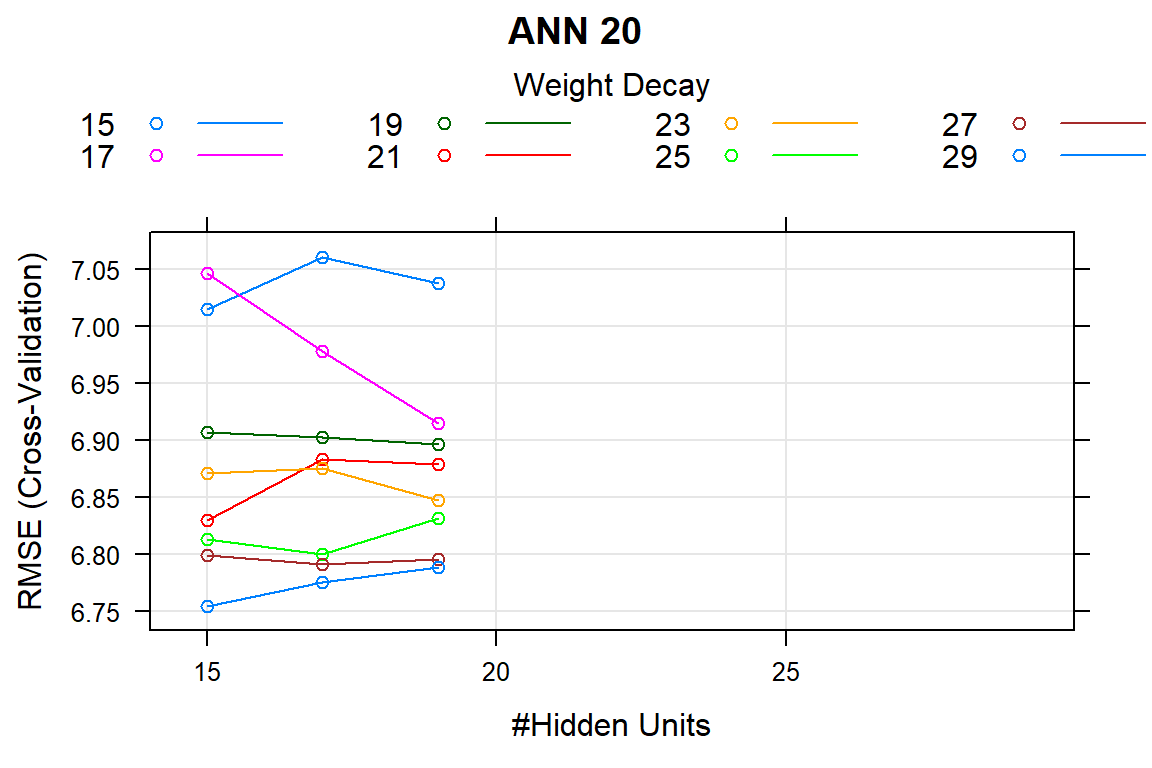 ANN 20
Weight Decay
15 19 23 27
17 21 25 29
RMSE (Cross-Validation)
7.05
7.00
6.95
6.90
6.85
6.80
6.75
15 20 25
#Hidden Units